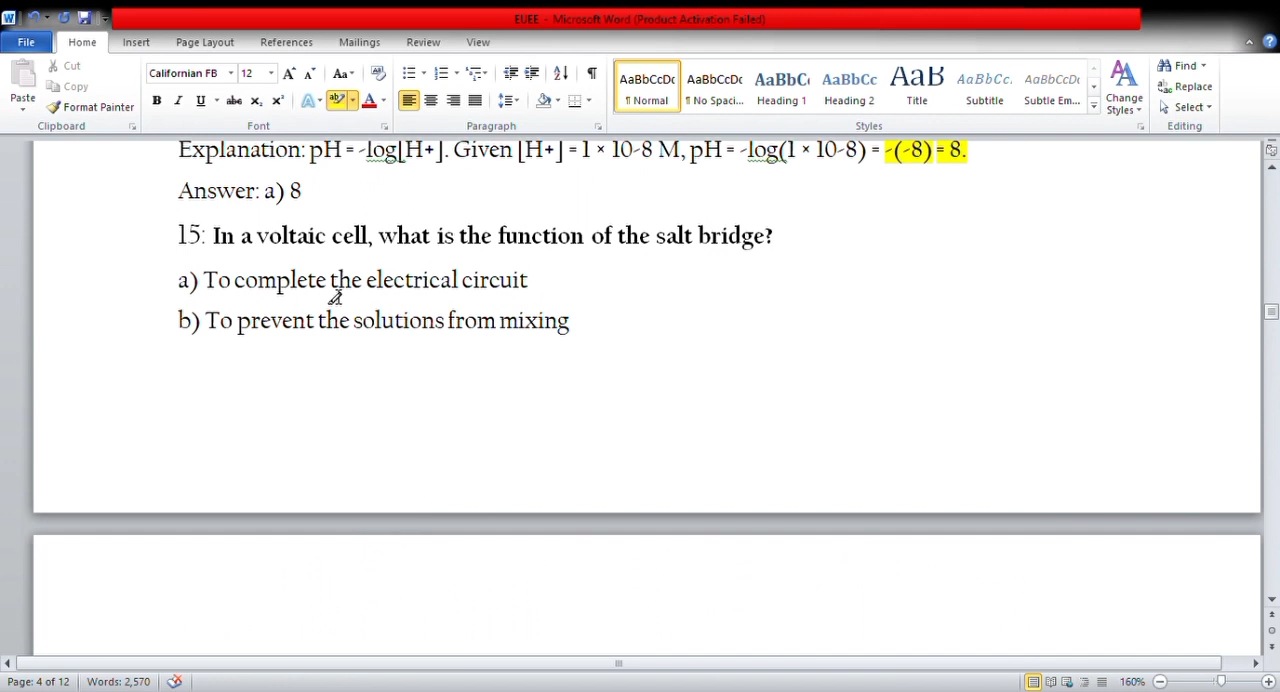 EUEE - Microsoft Word (Product Activation Failed)
File Home Insert Page Layout References Mailings Review View
Paste
Cut
Copy
Format Painter
Clipboard
Californian FB 12
Font
Paragraph
AaBbCcDc AaBbCcDc AaBbCc AaBbCc AaB AaBbCc. AaBbCcDc
¶ Normal ¶ No Spaci... Heading 1 Heading 2 Title Subtitle Subtle Em...
Change Styles
Styles
Find
Replace
Select
Editing
Explanation: pH = -log[H+]. Given [H+] = 1 × 10-8 M, pH = -log(1 × 10-8) = -(-8) = 8.
Answer: a) 8
15: In a voltaic cell, what is the function of the salt bridge?
a) To complete the electrical circuit
b) To prevent the solutions from mixing
Page: 4 of 12 Words: 2,570 160%